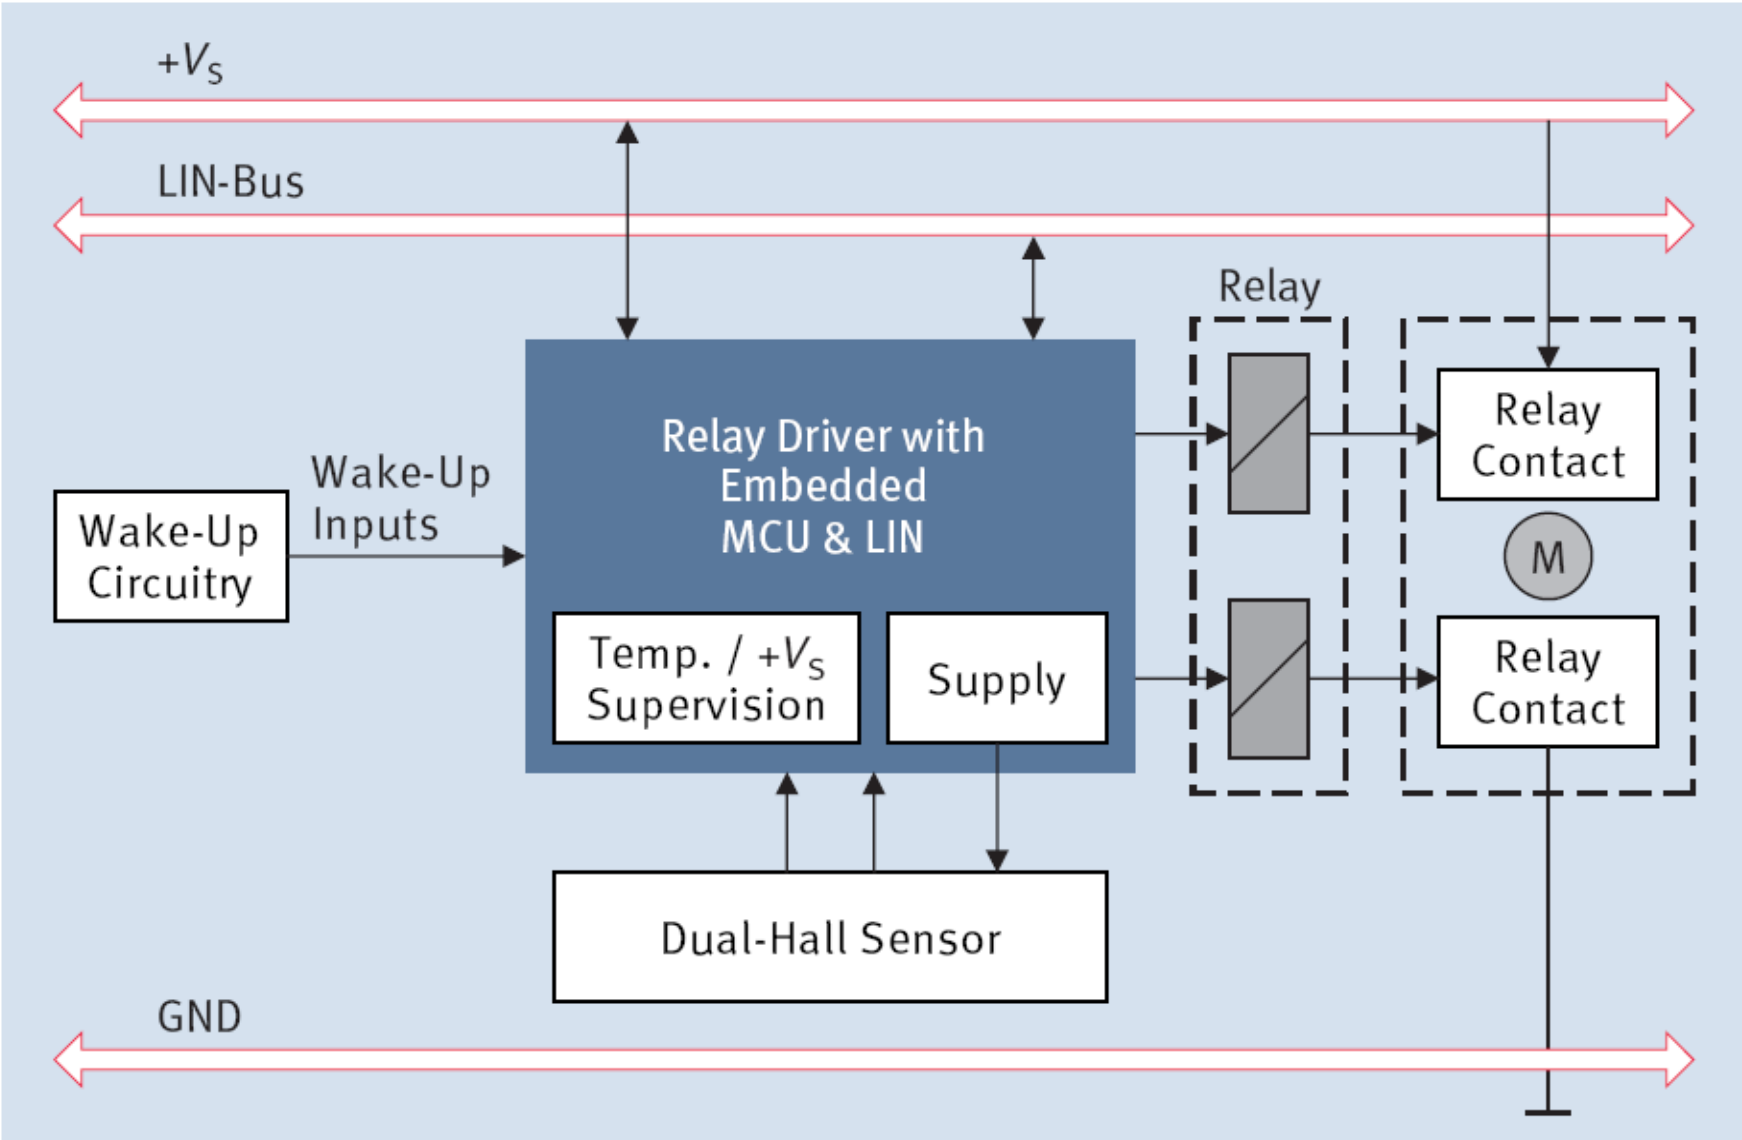 +VS
LIN-Bus
Relay
Relay Driver with
Embedded
MCU & LIN
Wake-Up
Inputs
Wake-Up
Circuitry
Temp. / +VS
Supervision
Supply
Relay
Contact
M
Relay
Contact
Dual-Hall Sensor
GND